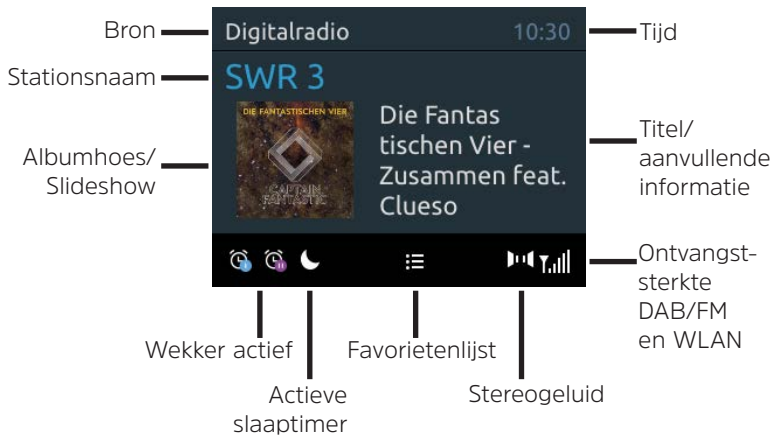 Bron
Digitalradio
10:30
Tijd
Stationsnaam
SWR 3
Albumhoes/
Slideshow
DIE FANTASTISCHEN VIER
CAPTAIN
FANTASTIC
Die Fantas
tischen Vier -
Zusammen feat.
Clueso
Titel/
aanvullende
informatie
Ontvangst-
sterkte
DAB/FM
en WLAN
Wekker actief
Favorietenlijst
Actieve
slaaptimer
Stereogeluid